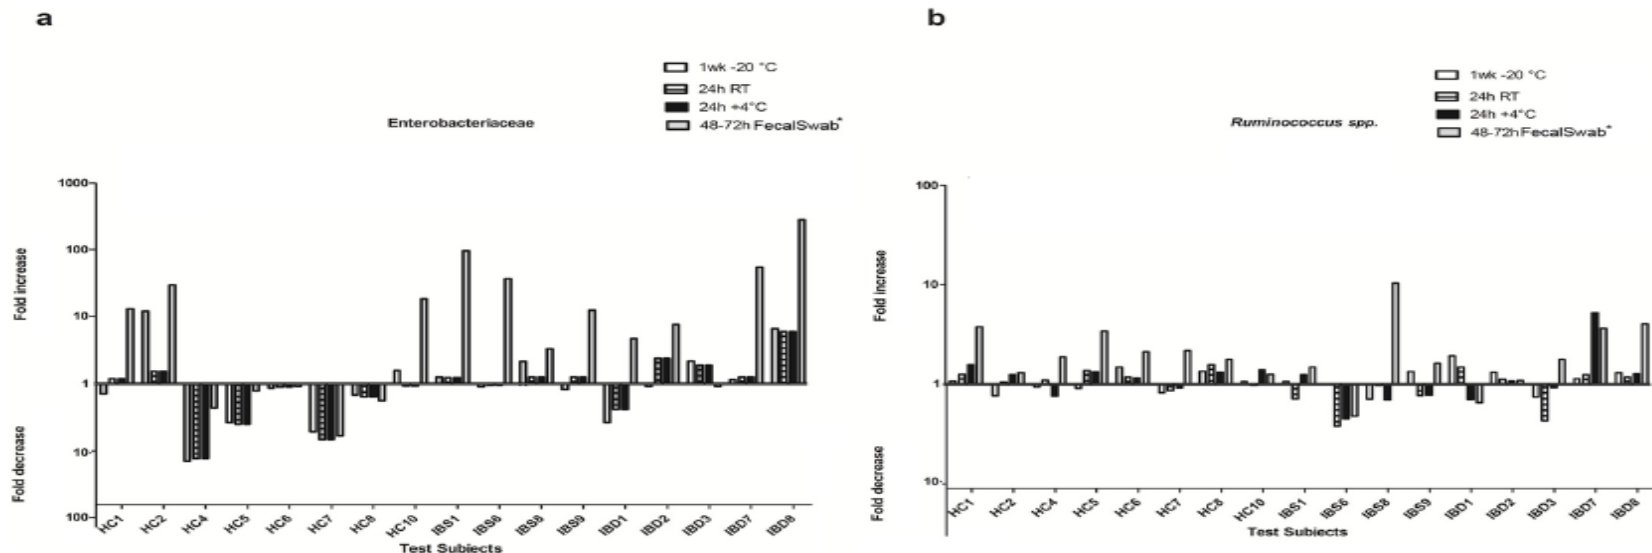 a
1wk -20 °C
24h RT
24h +4°C
48-72h FecalSwab*
Enterobacteriaceae
1000
100
10
1
10
100
Fold increase
Fold decrease
HC1
HC2
HC4
HC5
HC6
HC7
HC8
HC10
IBS1
IBS6
IBS8
IBS9
IBD1
IBD2
IBD3
IBD7
IBD8
Test Subjects
b
1wk -20 °C
24h RT
24h +4°C
48-72h FecalSwab*
Ruminococcus spp.
100
10
1
10
Fold increase
Fold decrease
HC1
HC2
HC4
HC5
HC6
HC7
HC8
HC10
IBS1
IBS6
IBS8
IBS9
IBD1
IBD2
IBD3
IBD7
IBD8
Test Subjects